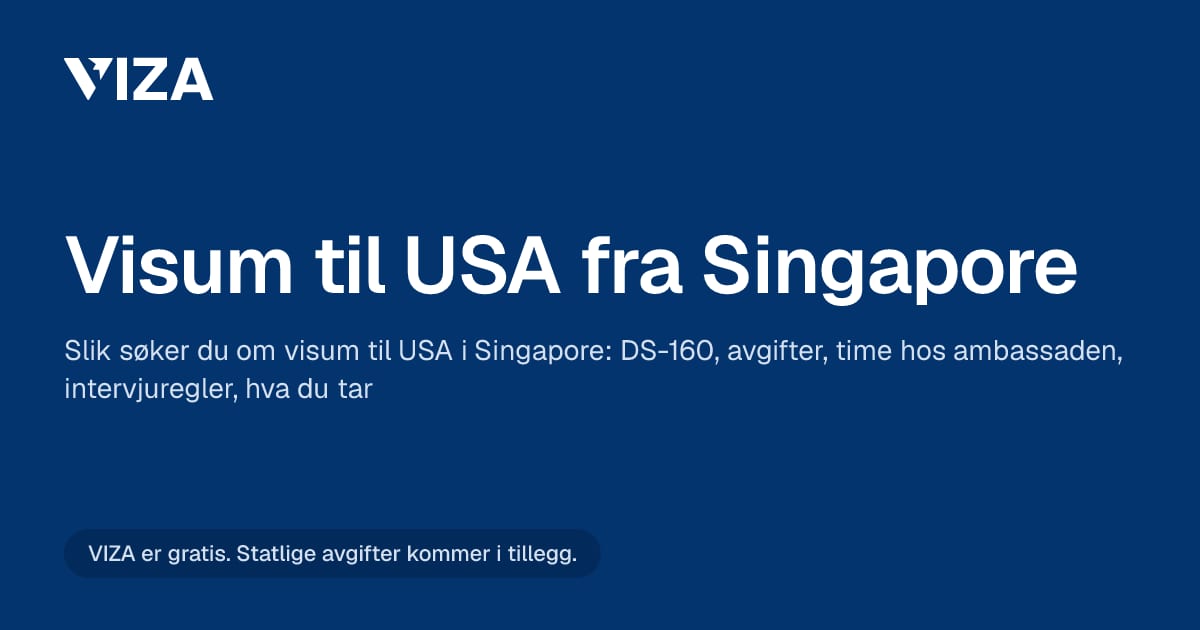 VIZA
Visum til USA fra Singapore
Slik søker du om visum til USA i Singapore: DS-160, avgifter, time hos ambassaden,
intervjuregler, hva du tar
VIZA er gratis. Statlige avgifter kommer i tillegg.